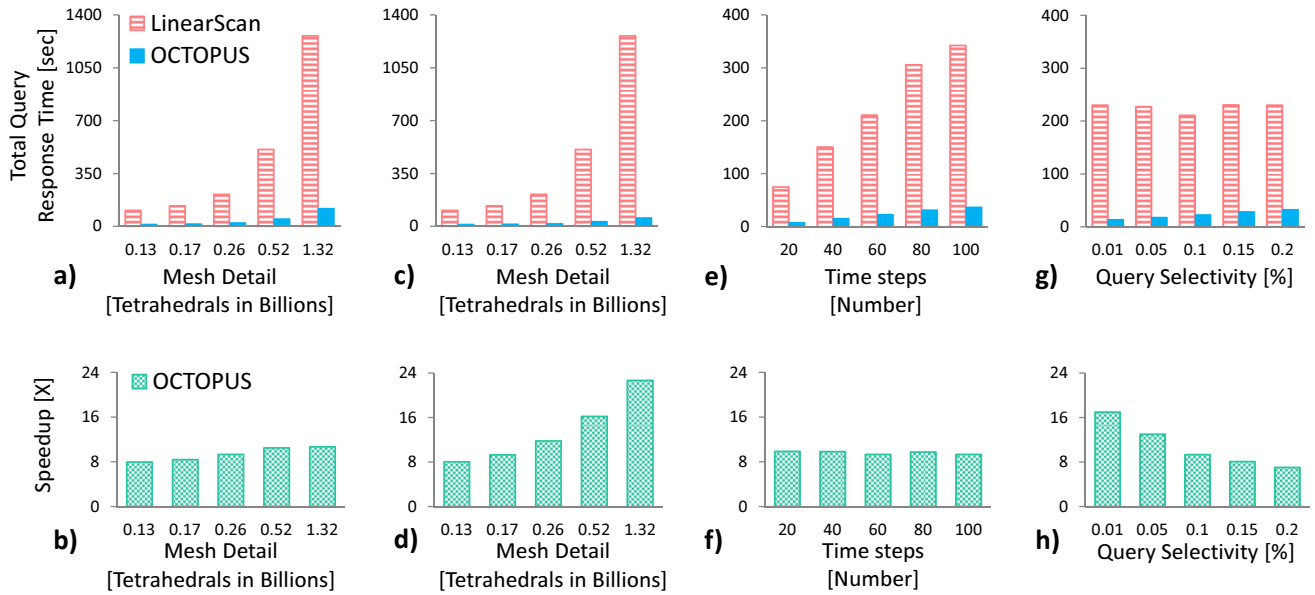 Total Query
Response Time [sec]
1400
1050
700
350
0
LinearScan
OCTOPUS
0.13 0.17 0.26 0.52 1.32
a)
Mesh Detail
[Tetrahedrals in Billions]
1400
1050
700
350
0
0.13 0.17 0.26 0.52 1.32
c)
Mesh Detail
[Tetrahedrals in Billions]
400
300
200
100
0
20 40 60 80 100
e)
Time steps
[Number]
400
300
200
100
0
0.01 0.05 0.1 0.15 0.2
g)
Query Selectivity [%]
Speedup [X]
24
16
8
0
OCTOPUS
0.13 0.17 0.26 0.52 1.32
b)
Mesh Detail
[Tetrahedrals in Billions]
24
16
8
0
0.13 0.17 0.26 0.52 1.32
d)
Mesh Detail
[Tetrahedrals in Billions]
24
16
8
0
20 40 60 80 100
f)
Time steps
[Number]
24
16
8
0
0.01 0.05 0.1 0.15 0.2
h)
Query Selectivity [%]